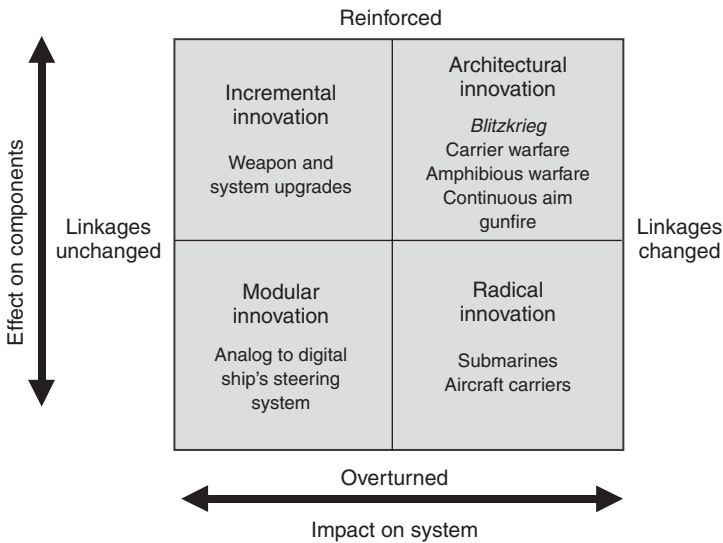 Reinforced
Effect on components
Linkages
unchanged
Incremental
innovation
Weapon and
system upgrades
Architectural
innovation
Blitzkrieg
Carrier warfare
Amphibious warfare
Continuous aim
gunfire
Linkages
changed
Modular
innovation
Analog to digital
ship's steering
system
Radical
innovation
Submarines
Aircraft carriers
Overturned
Impact on system